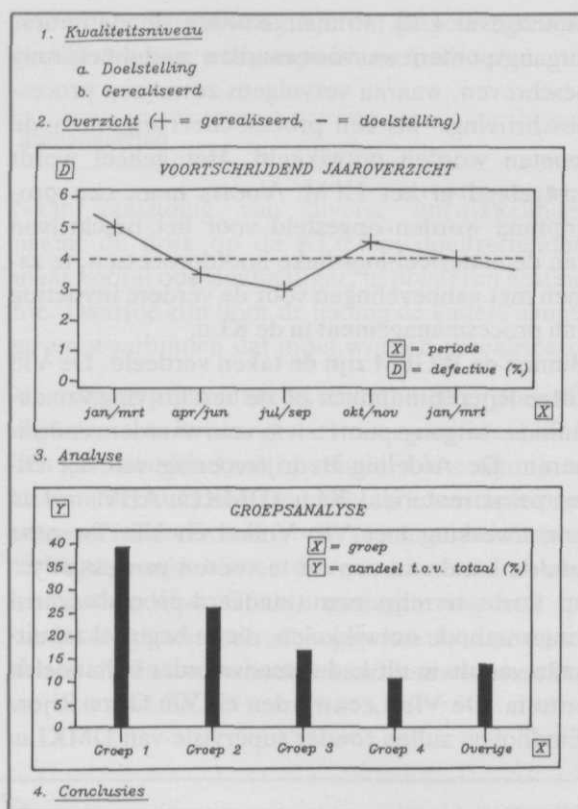 1. Kwaliteitsniveau
a. Doelstelling
b. Gerealiseerd
2. Overzicht (+ = gerealiseerd, - = doelstelling)
D VOORTSCHRIJDEND JAAROVERZICHT
6
5
4
3
2
1
0
X = periode
D = defective (%)
jan/mrt apr/jun jul/sep okt/nov jan/mrt X
3. Analyse
Y GROEPSANALYSE
X = groep
Y = aandeel t.o.v. totaal (%)
40
35
30
25
20
15
10
5
0
Groep 1 Groep 2 Groep 3 Groep 4 Overige X
4. Conclusies